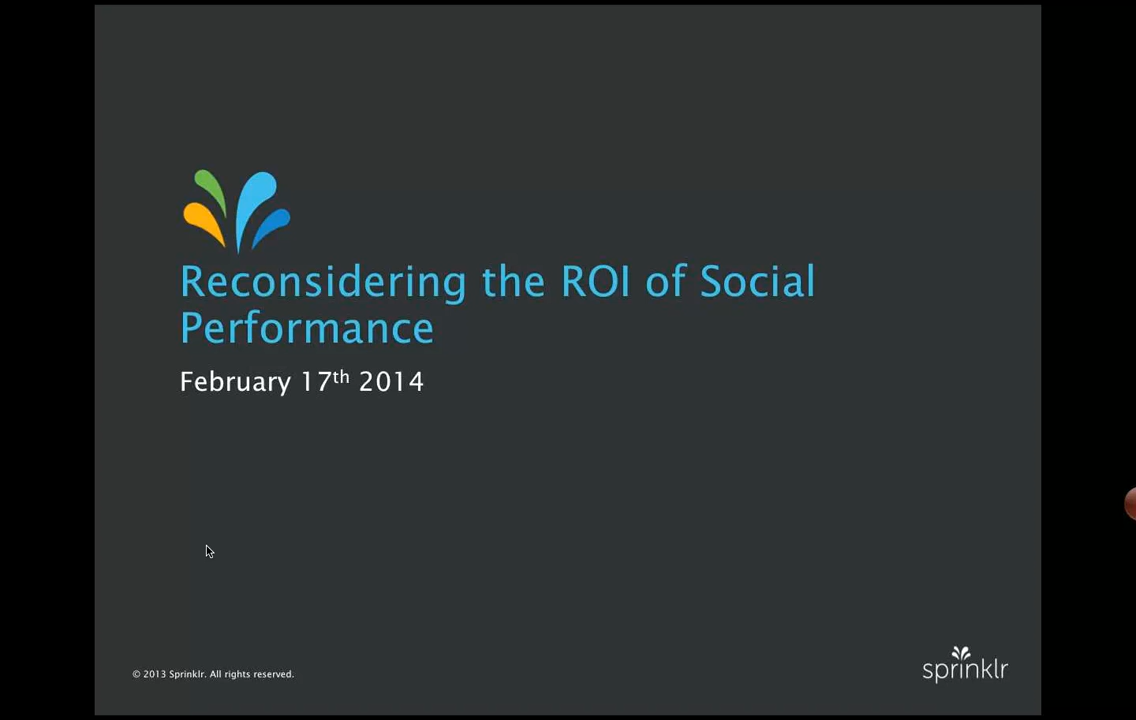 Reconsidering the ROI of Social
Performance
February 17th 2014
© 2013 Sprinklr. All rights reserved.
sprinklr